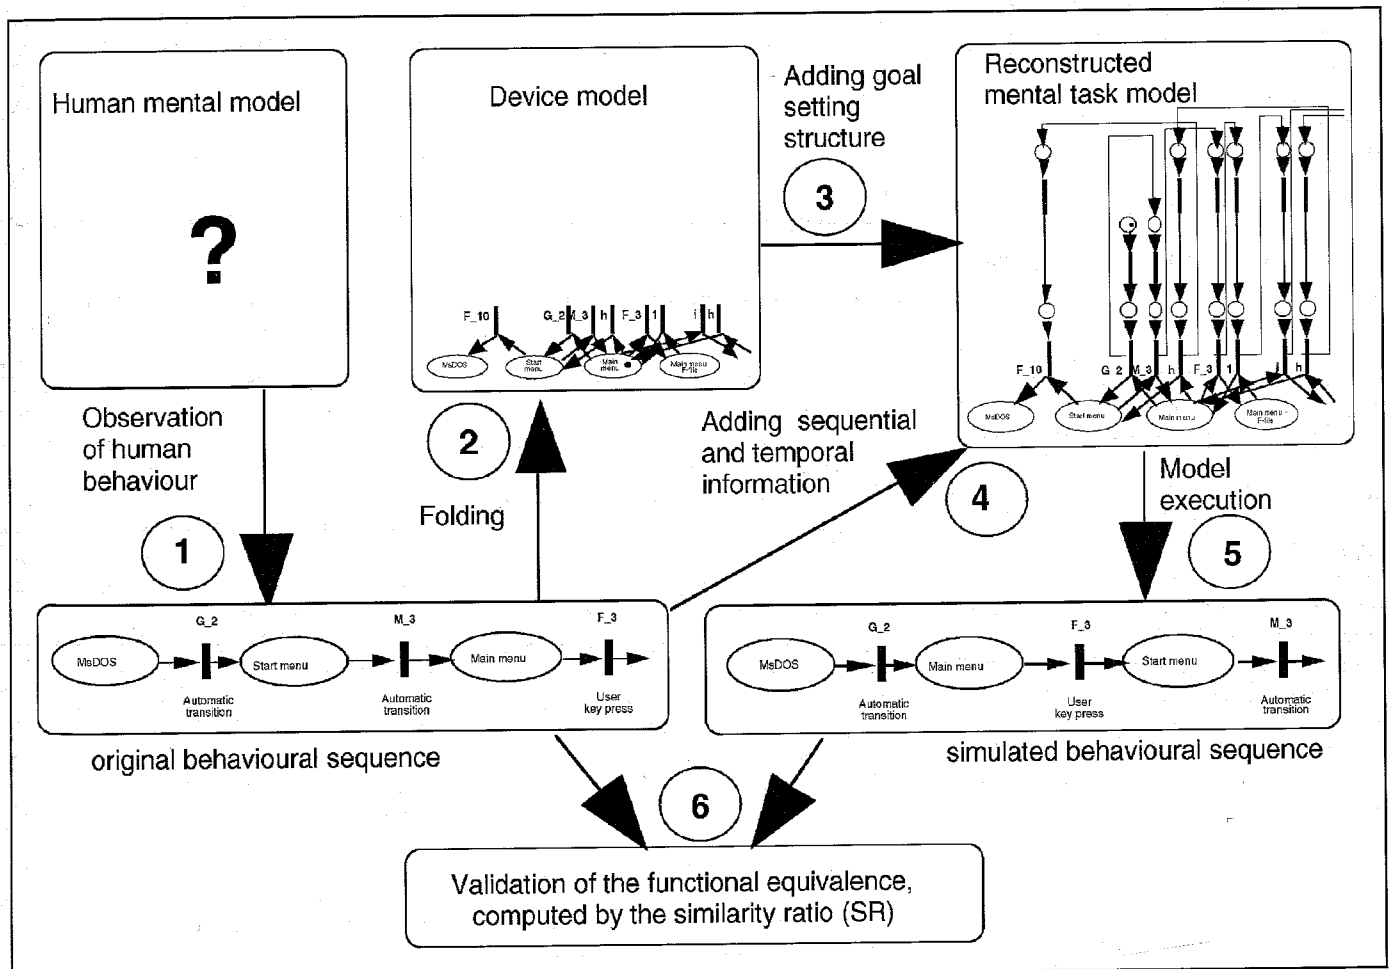 Human mental model
?
Device model
F_10
G_2
M_3
h
F_3
1
i
h
MsDOS
Start
menu
Main
menu
Main menu
F-file
Adding goal
setting
structure
3
Reconstructed
mental task model
F_10
G_2
M_3
h
F_3
1
i
h
MsDOS
Start menu
Main menu
Main menu -
F-file
Observation
of human
behaviour
1
2
Folding
Adding sequential
and temporal
information
4
Model
execution
5
G_2
M_3
F_3
MsDOS
Start menu
Main menu
Automatic
transition
Automatic
transition
User
key press
original behavioural sequence
G_2
F_3
M_3
MsDOS
Main menu
Start menu
Automatic
transition
User
key press
Automatic
transition
simulated behavioural sequence
6
Validation of the functional equivalence,
computed by the similarity ratio (SR)